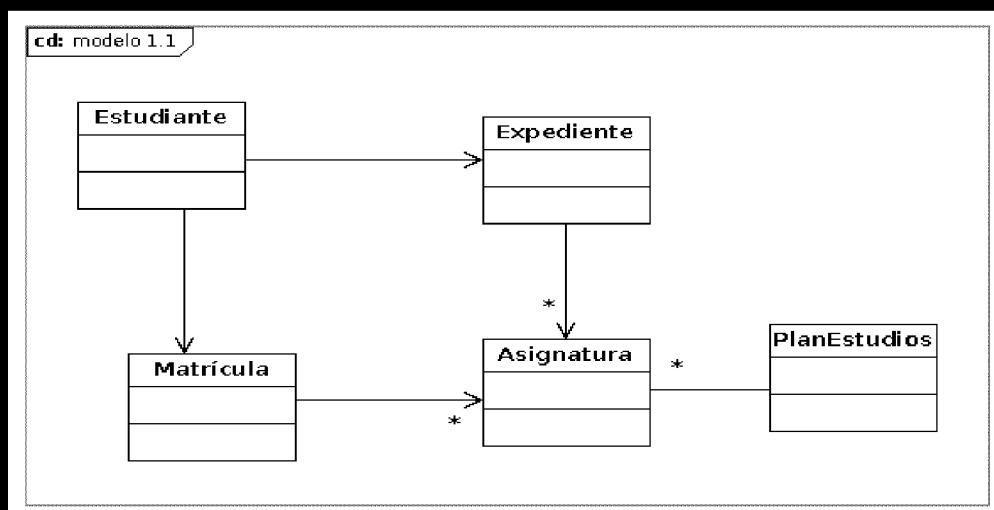 cd: modelo 1.1
Estudiante
Expediente
*
Matrícula
*
Asignatura
*
PlanEstudios